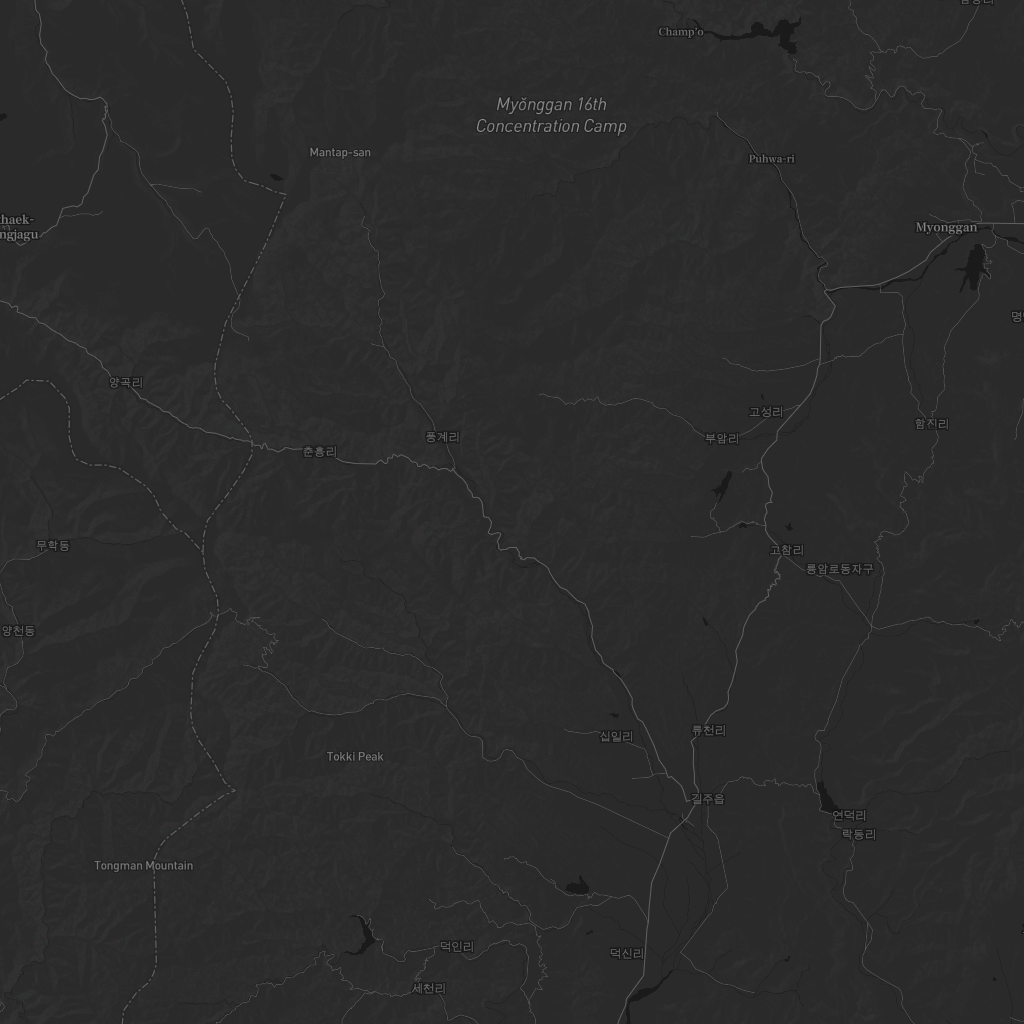 Champ'o
Myŏnggan 16th
Concentration Camp
Mantap-san
Puhwa-ri
haek-
ngjagu
Myonggan
양곡리
고성리
함진리
풍계리
부암리
춘흥리
무학동
고참리
룡암로동자구
양천동
류천리
십일리
Tokki Peak
길주읍
연덕리
락동리
Tongman Mountain
덕인리
덕신리
세천리